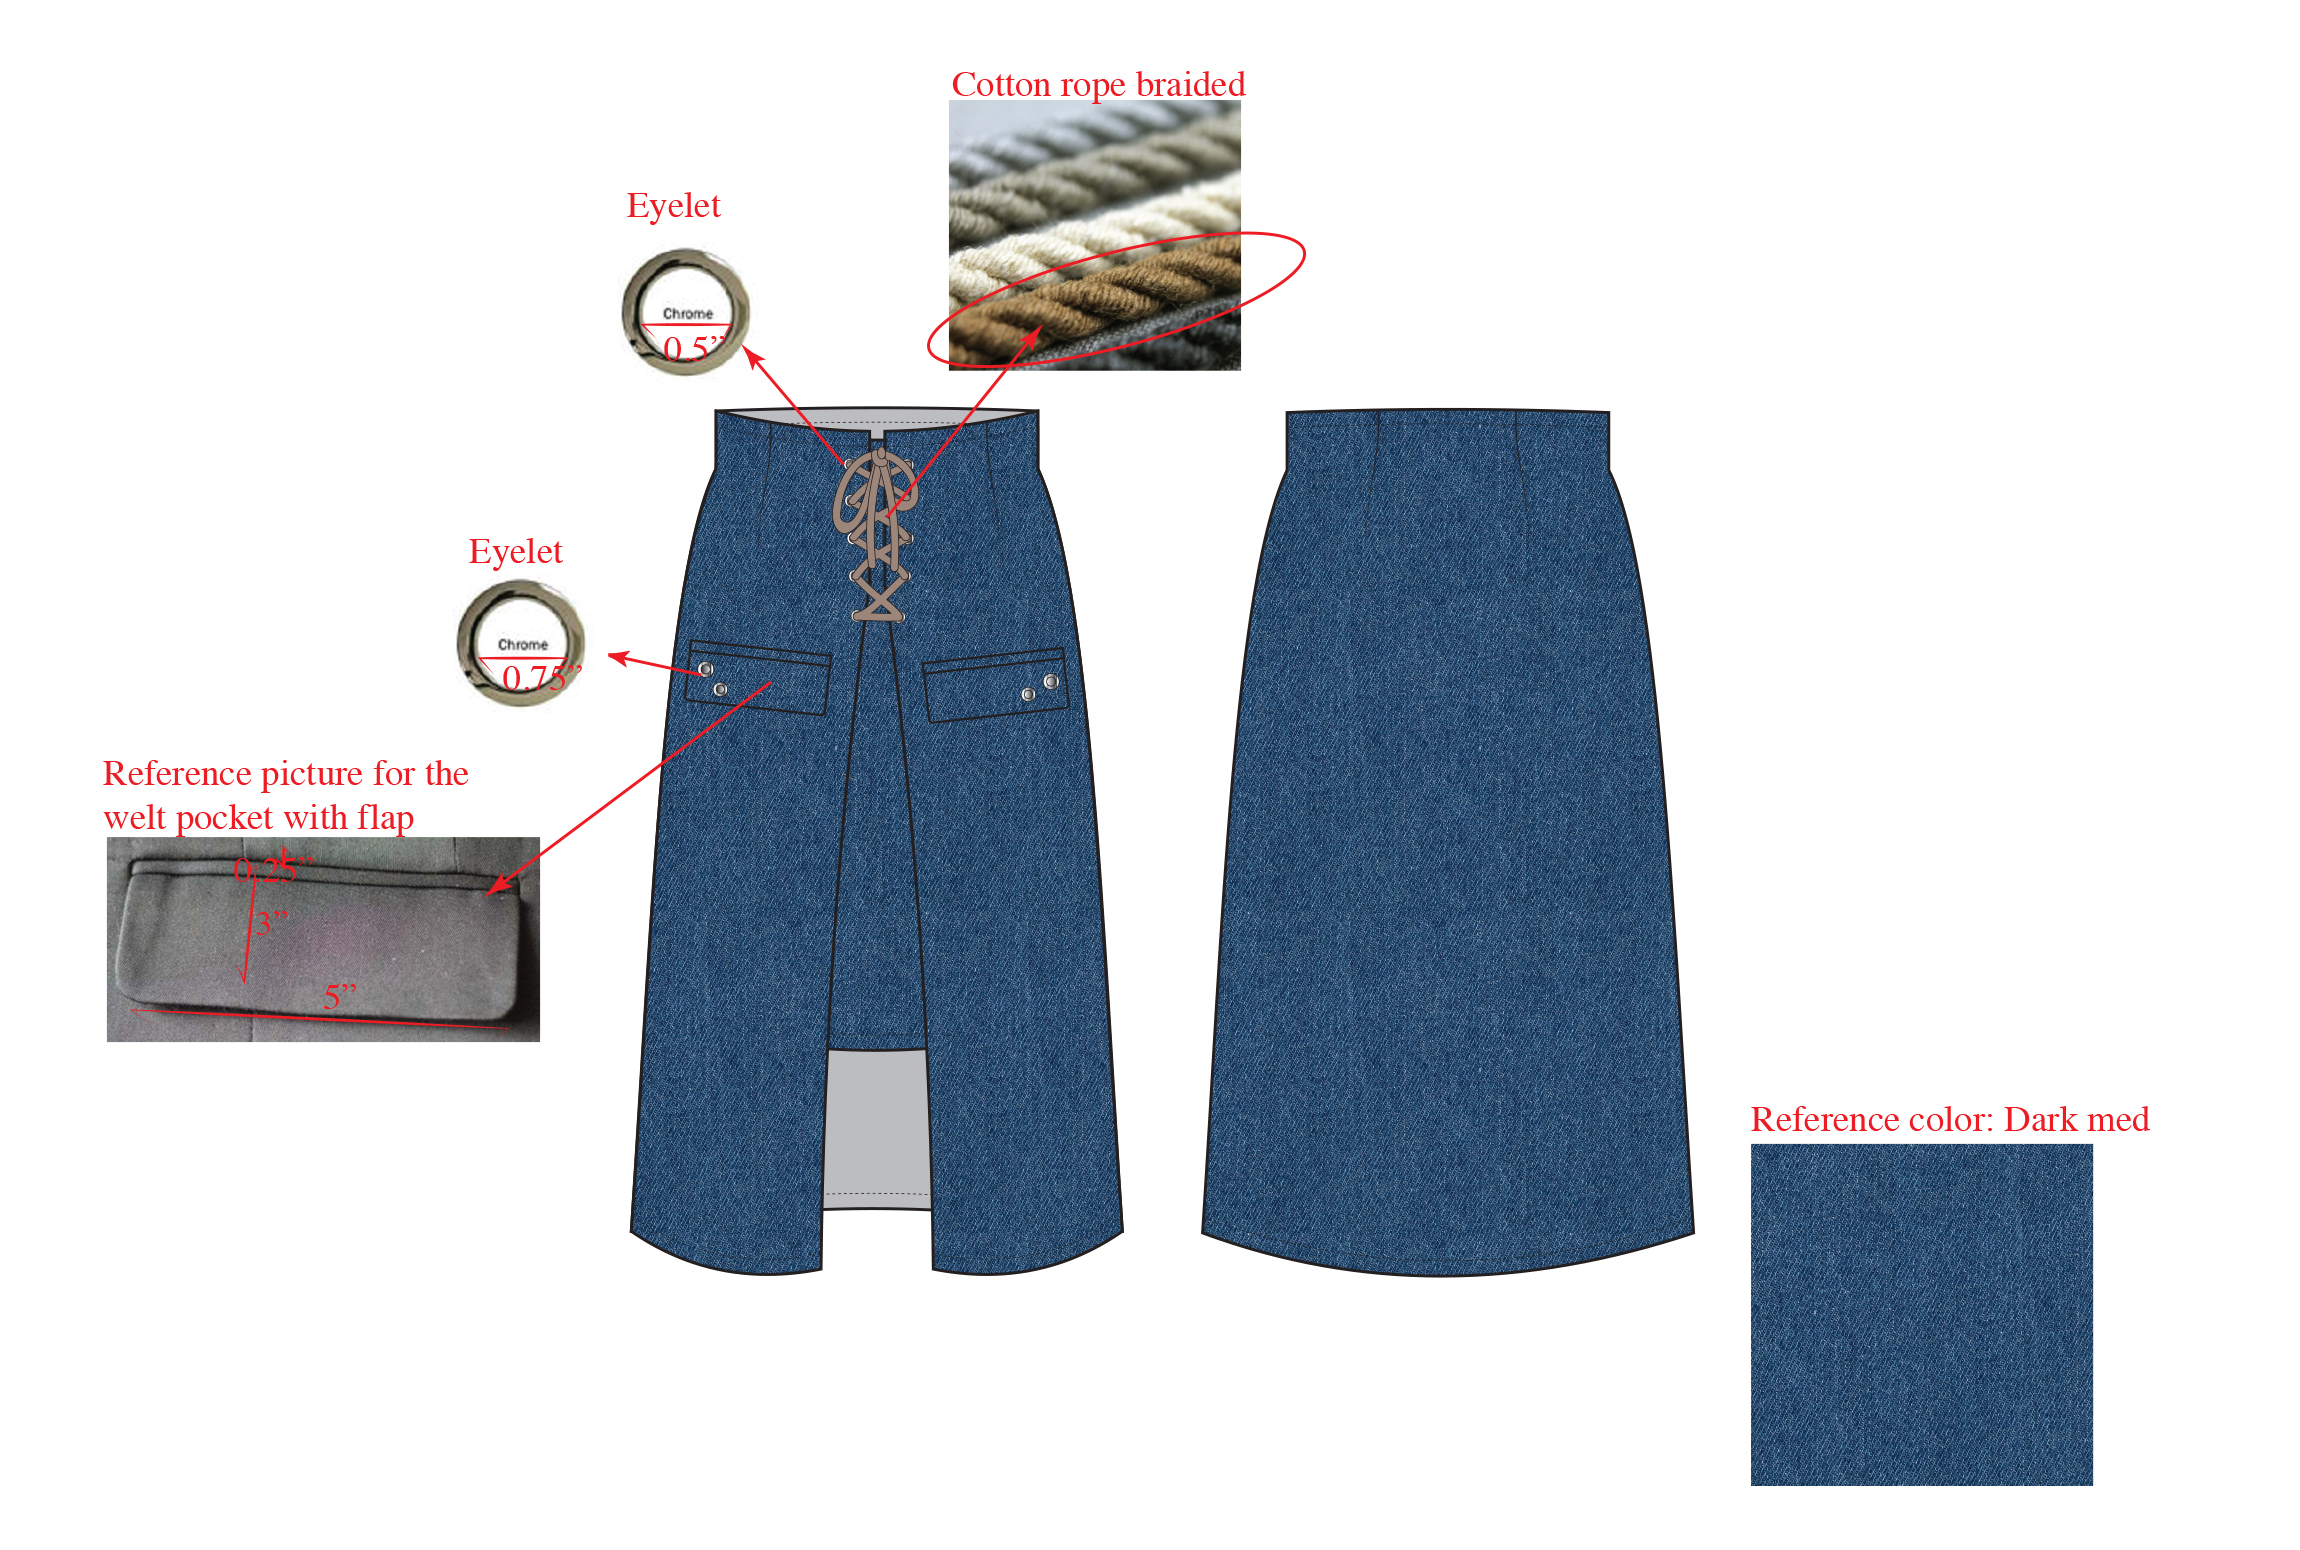 Cotton rope braided
Eyelet
Chrome
0.5”
Eyelet
Chrome
0.75”
Reference picture for the
welt pocket with flap
0.25”
3”
5”
Reference color: Dark med